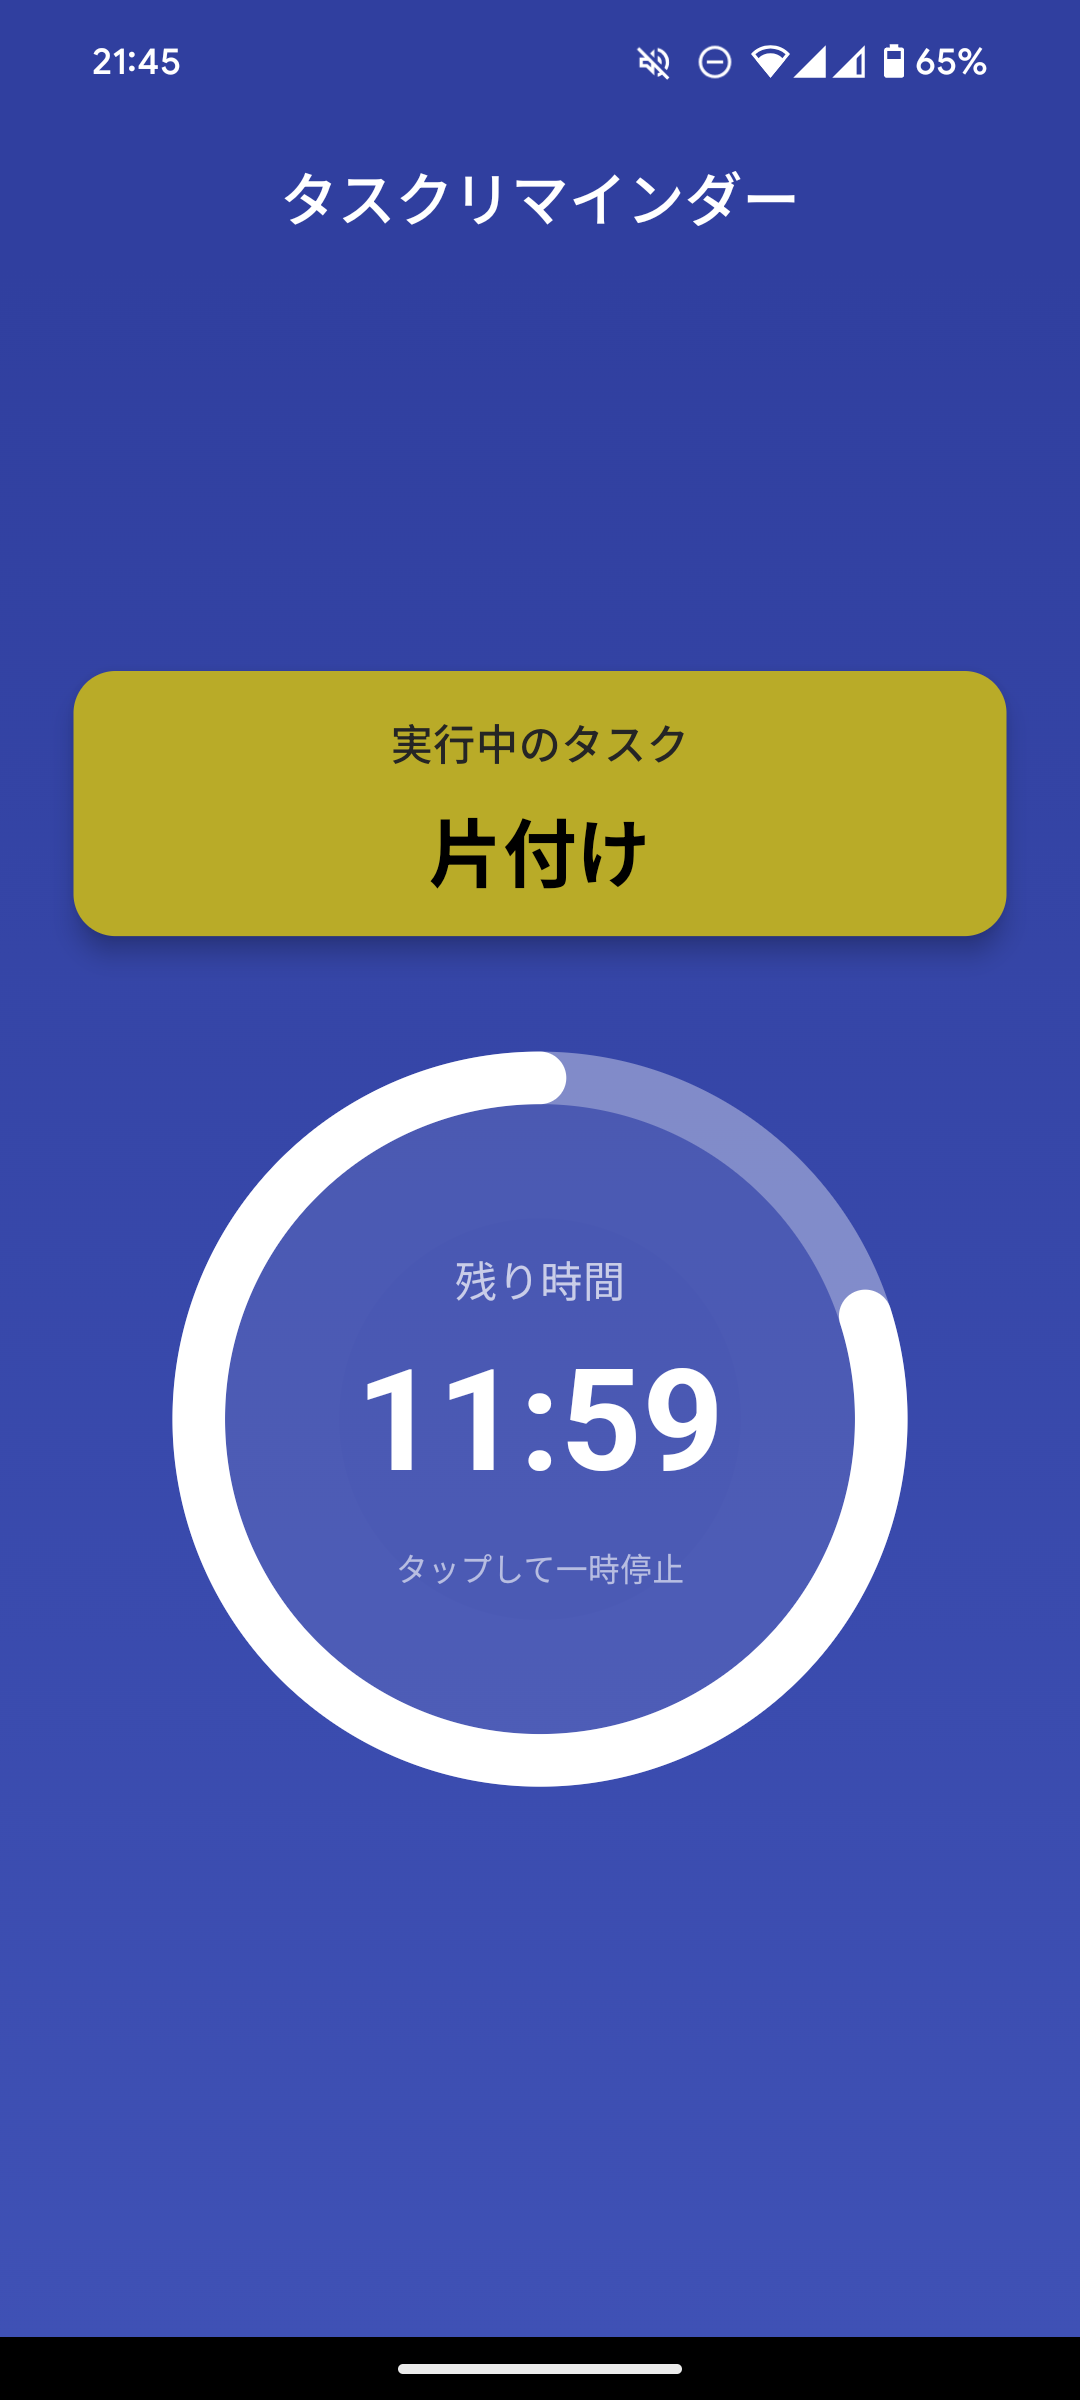 21:45 65%
タスクリマインダー
実行中のタスク
片付け
残り時間
11:59
タップして一時停止